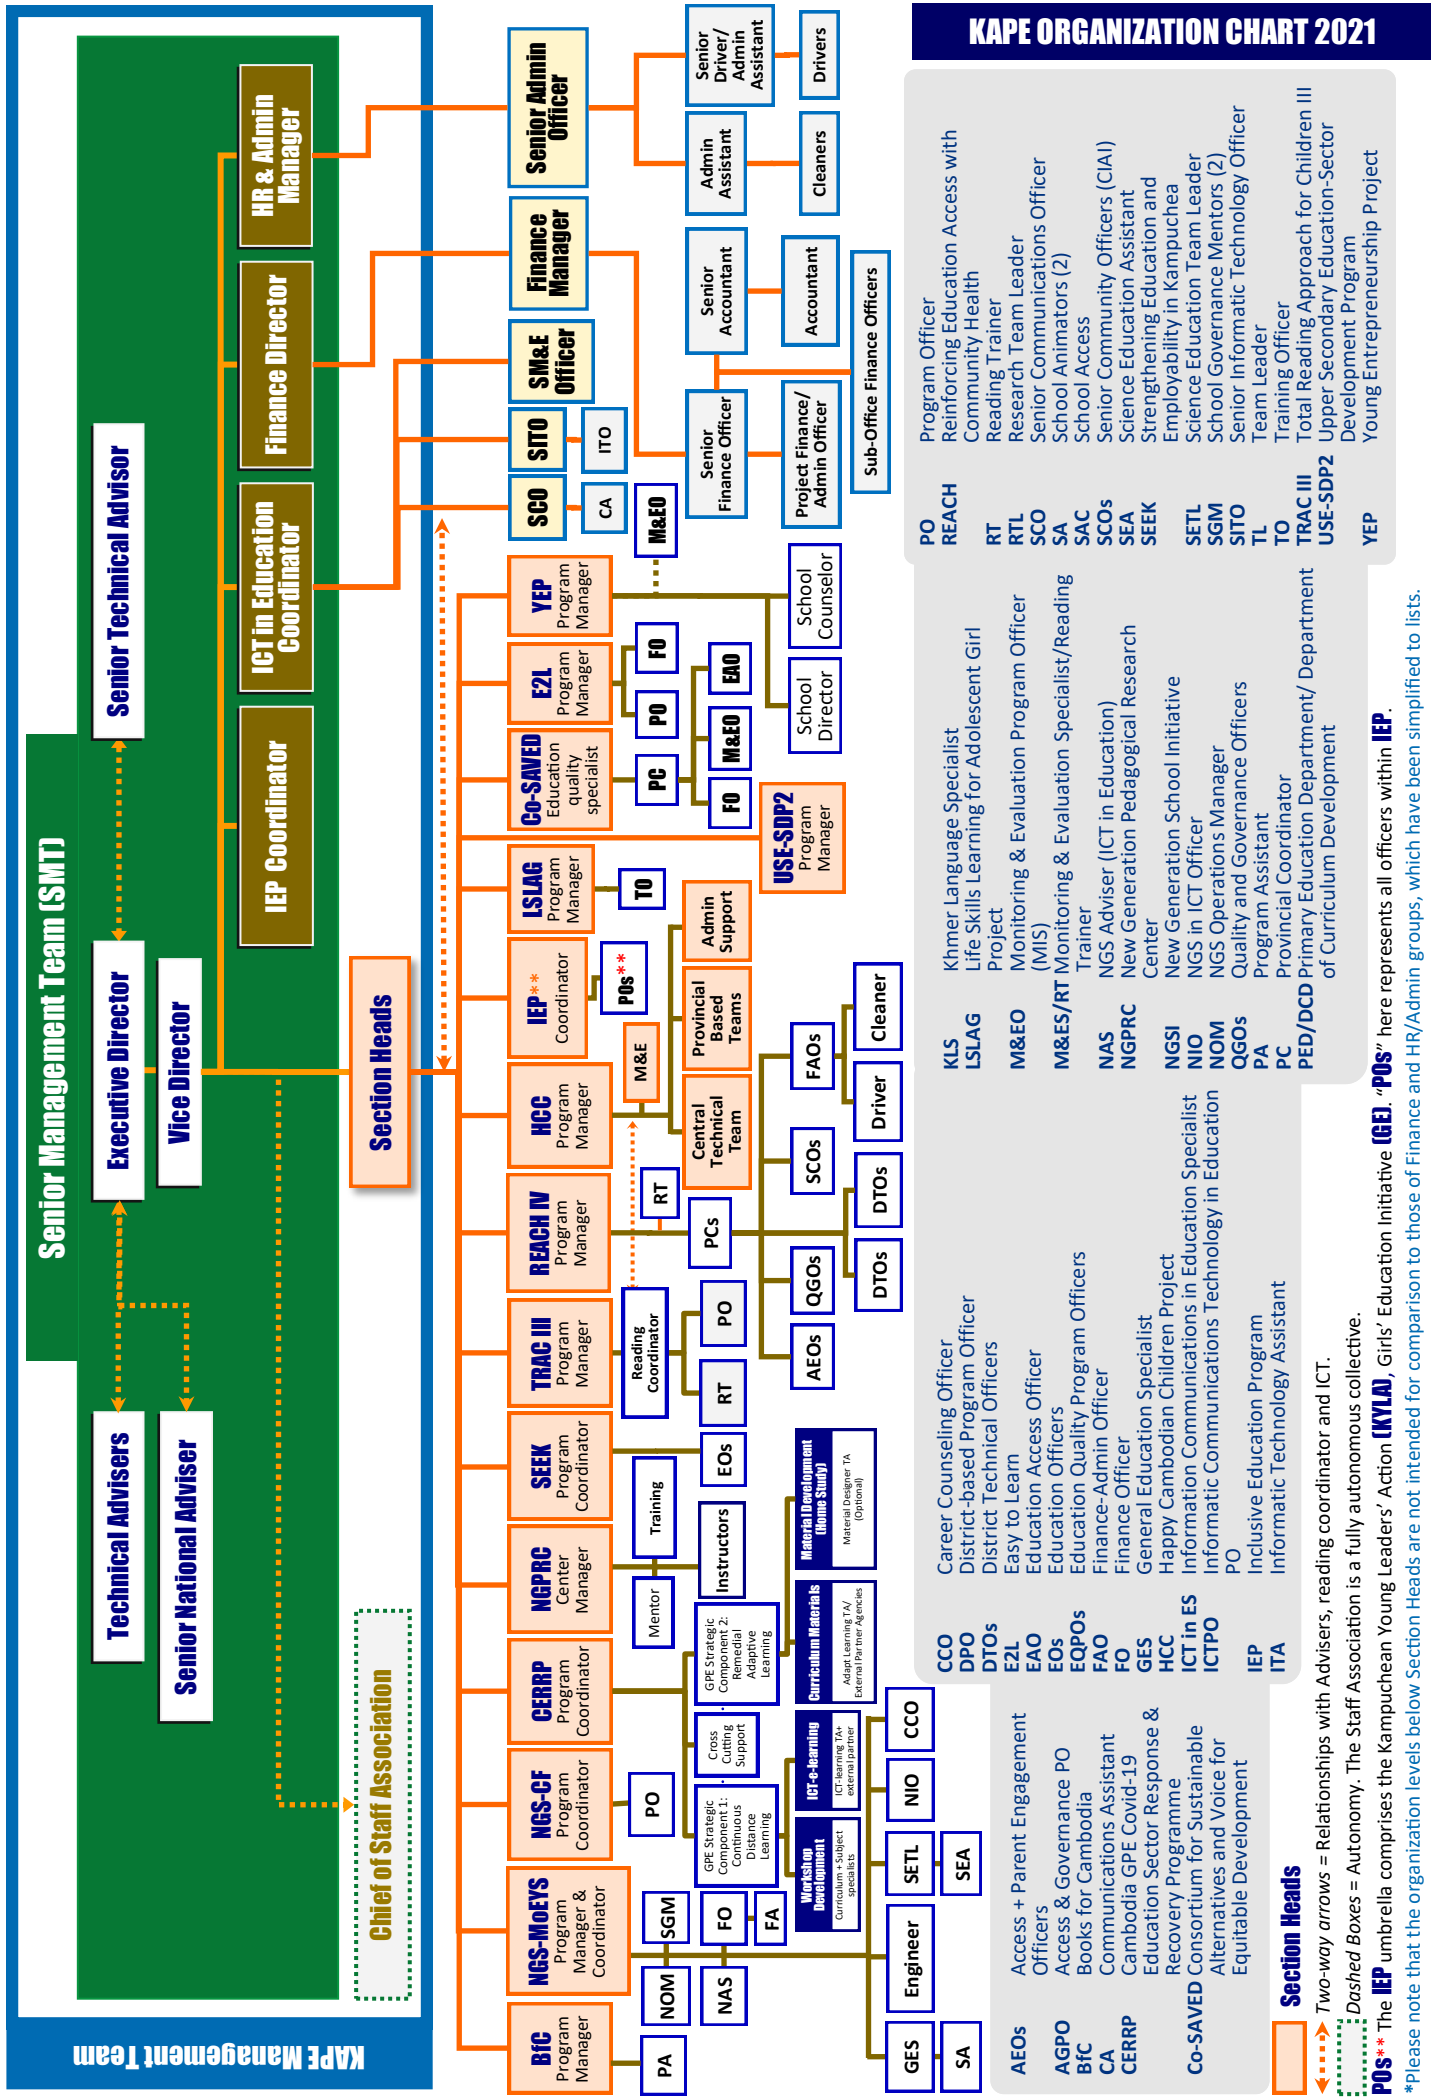 KAPE ORGANIZATION CHART 2021
KAPE Management Team
Senior Management Team (SMT)
Technical Advisers
Executive Director
Senior Technical Advisor
Senior National Adviser
Vice Director
IEP Coordinator
ICT in Education
Coordinator
Finance Director
HR & Admin
Manager
Chief of Staff Association
Section Heads
BfC
Program
Manager
NGS-MoEYS
Program
Manager &
Coordinator
NGS-CF
Program
Coordinator
CERRP
Program
Coordinator
NGPRC
Center
Manager
SEEK
Program
Coordinator
TRAC III
Program
Manager
REACH IV
Program
Manager
HCC
Program
Manager
IEP**
Coordinator
LSLAG
Program
Manager
Co-SAVED
Education
quality
specialist
E2L
Program
Manager
YEP
Program
Manager
SCO
SITO
SM&E
Officer
Finance
Manager
Senior Admin
Officer
PA
NOM
SGM
NAS
FO
FA
GES
SA
Engineer
SETL
SEA
NIO
CCO
PO
GPE Strategic
Component 1:
Continuous
Distance
Learning
Cross
Cutting
Support
GPE Strategic
Component 2:
Remedial
Adaptive
Learning
Workshop
Development
Curriculum + Subject
specialists
ICT-e-learning
ICT-learning TA+
external partner
Curriculum Materials
Adapt Learning TA/
External Partner Agencies
Material Development
(Home Study)
Material Designer TA
(Optional)
Mentor
Training
Instructors
EOs
Reading
Coordinator
RT
PO
RT
PCs
AEOs
QGOs
SCOs
FAOs
DTOs
DTOs
Driver
Cleaner
M&E
Central
Technical
Team
Provincial
Based
Teams
Admin
Support
POs**
TO
USE-SDP2
Program
Manager
PC
FO
M&EO
EAO
PO
FO
M&EO
School
Director
School
Counselor
CA
ITO
Senior
Finance Officer
Senior
Accountant
Project Finance/
Admin Officer
Accountant
Sub-Office Finance Officers
Admin
Assistant
Senior
Driver/
Admin
Assistant
Cleaners
Drivers
AEOs Access + Parent Engagement
Officers
AGPO Access & Governance PO
BfC Books for Cambodia
CA Communications Assistant
CERRP Cambodia GPE Covid-19
Education Sector Response &
Recovery Programme
Co-SAVED Consortium for Sustainable
Alternatives and Voice for
Equitable Development
CCO Career Counseling Officer
DPO District-based Program Officer
DTOs District Technical Officers
E2L Easy to Learn
EAO Education Access Officer
EOs Education Officers
EQPOs Education Quality Program Officers
FAO Finance-Admin Officer
FO Finance Officer
GES General Education Specialist
HCC Happy Cambodian Children Project
ICT in ES Information Communications in Education Specialist
ICTPO Informatic Communications Technology in Education
PO
IEP Inclusive Education Program
ITA Informatic Technology Assistant
KLS Khmer Language Specialist
LSLAG Life Skills Learning for Adolescent Girl
Project
M&EO Monitoring & Evaluation Program Officer
(MIS)
M&ES/RT Monitoring & Evaluation Specialist/Reading
Trainer
NAS NGS Adviser (ICT in Education)
NGPRC New Generation Pedagogical Research
Center
NGSI New Generation School Initiative
NIO NGS in ICT Officer
NOM NGS Operations Manager
QGOs Quality and Governance Officers
PA Program Assistant
PC Provincial Coordinator
PED/DCD Primary Education Department/ Department
of Curriculum Development
PO Program Officer
REACH Reinforcing Education Access with
Community Health
RT Reading Trainer
RTL Research Team Leader
SCO Senior Communications Officer
SA School Animators (2)
SAC School Access
SCOs Senior Community Officers (CIAI)
SEA Science Education Assistant
SEEK Strengthening Education and
Employability in Kampuchea
SETL Science Education Team Leader
SGM School Governance Mentors (2)
SITO Senior Informatic Technology Officer
TL Team Leader
TO Training Officer
TRAC III Total Reading Approach for Children III
USE-SDP2 Upper Secondary Education-Sector
Development Program
YEP Young Entrepreneurship Project
Section Heads
Two-way arrows = Relationships with Advisers, reading coordinator and ICT.
Dashed Boxes = Autonomy. The Staff Association is a fully autonomous collective.
POS** The IEP umbrella comprises the Kampuchean Young Leaders’ Action (KYLA), Girls’ Education Initiative (GE). “POs” here represents all officers within IEP.
*Please note that the organization levels below Section Heads are not intended for comparison to those of Finance and HR/Admin groups, which have been simplified to lists.